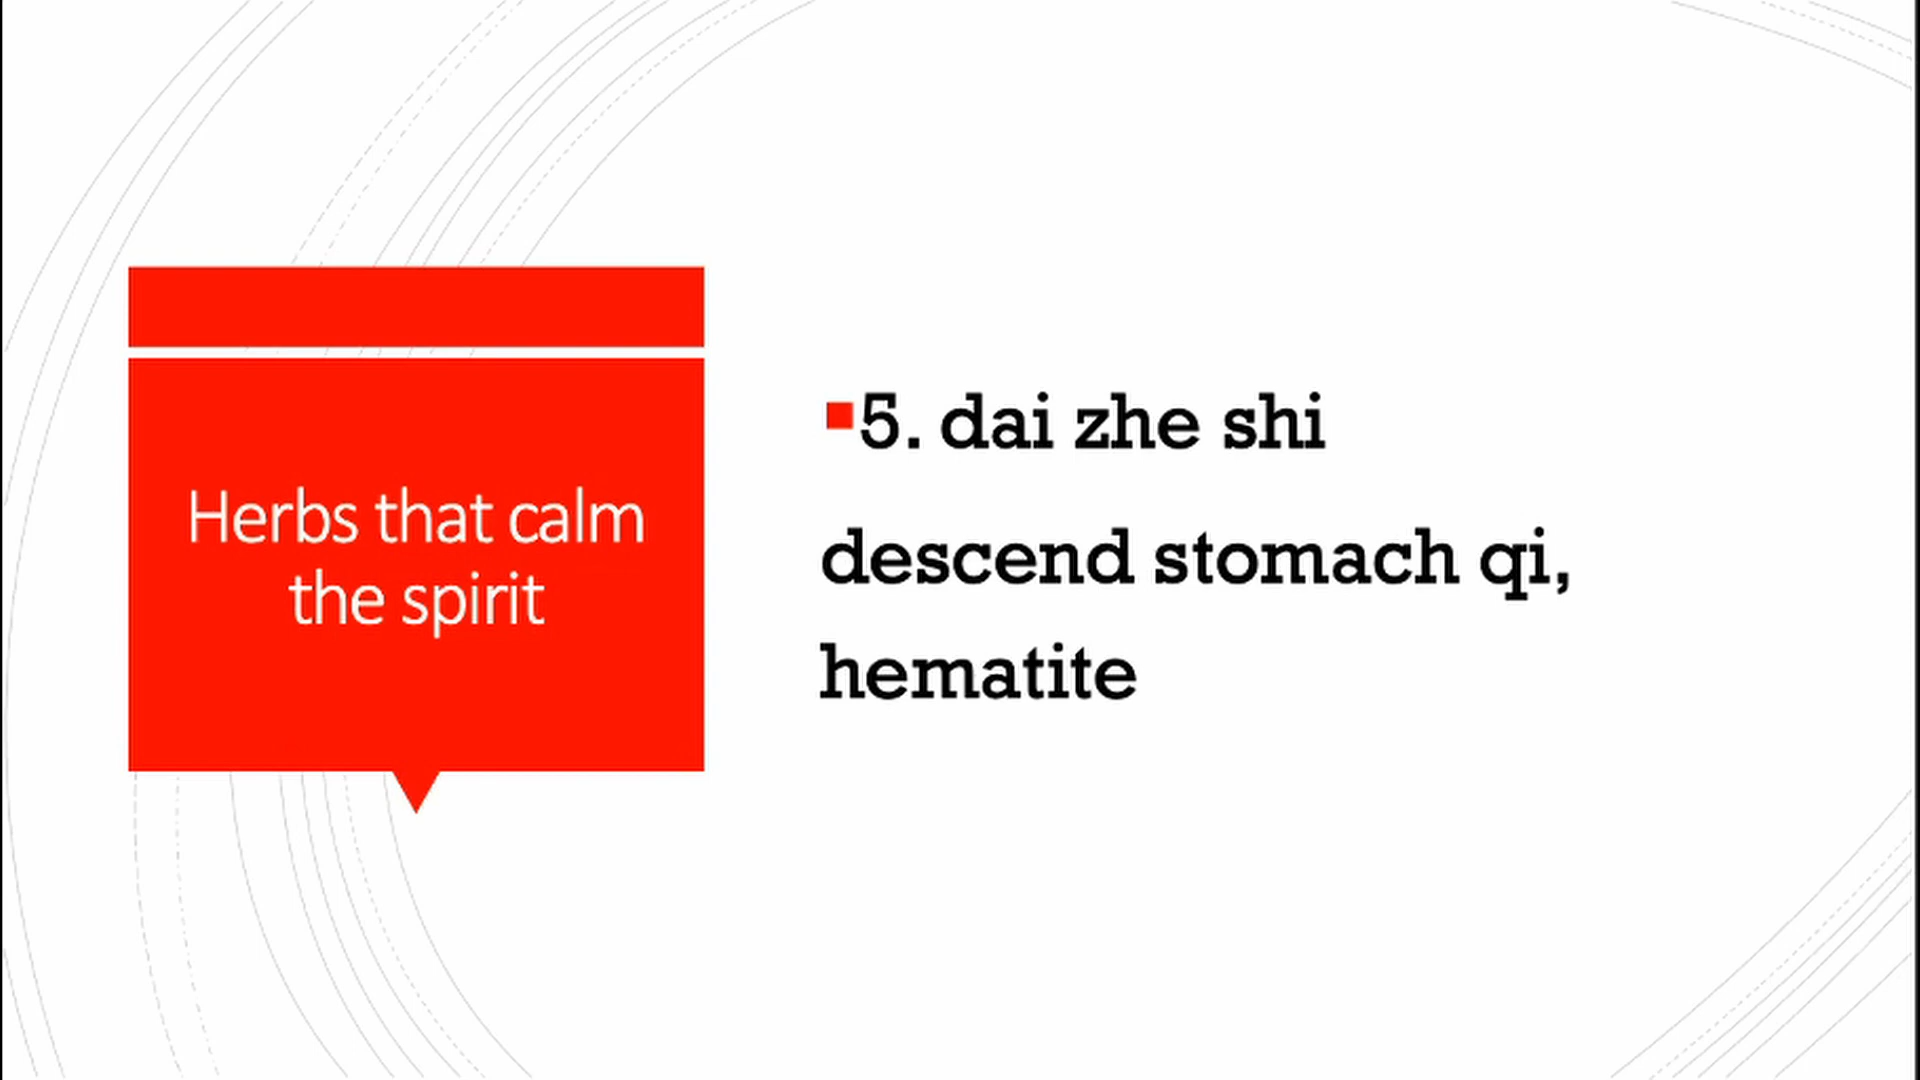 Herbs that calm
the spirit
5. dai zhe shi
descend stomach qi,
hematite